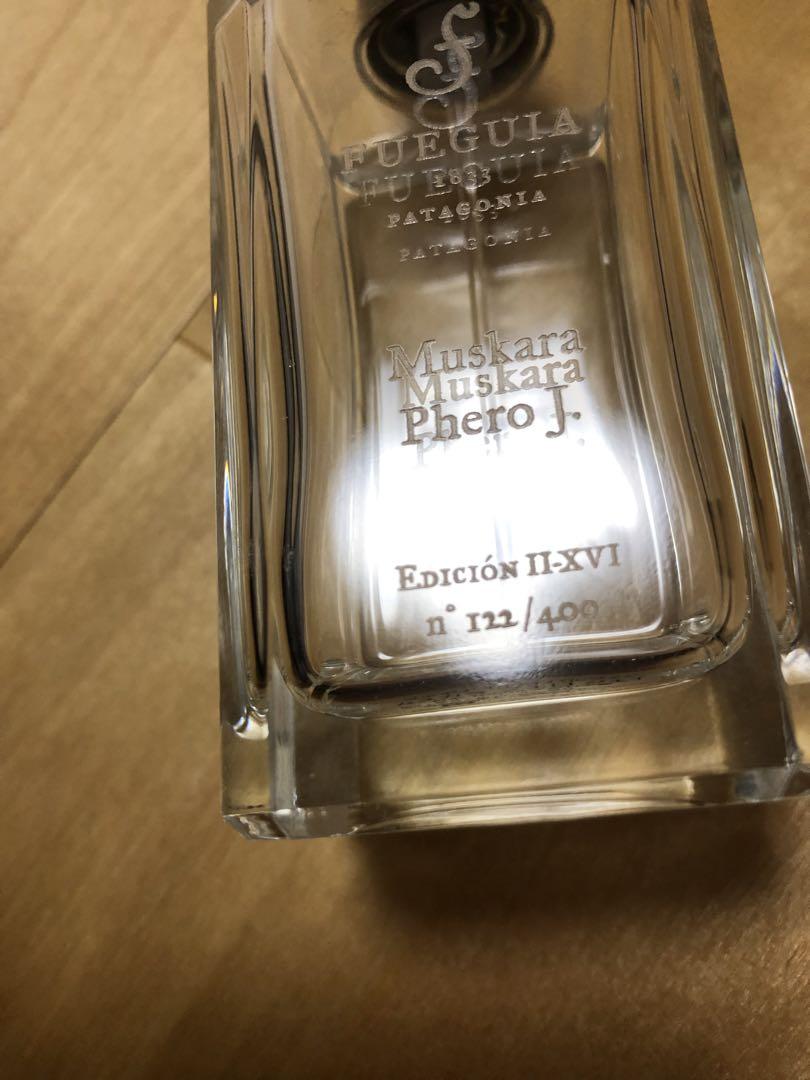 FUEGUIA
1833
PATAGONIA
Muskara
Phero J.
EDICIÓN II-XVI
n° 122/400